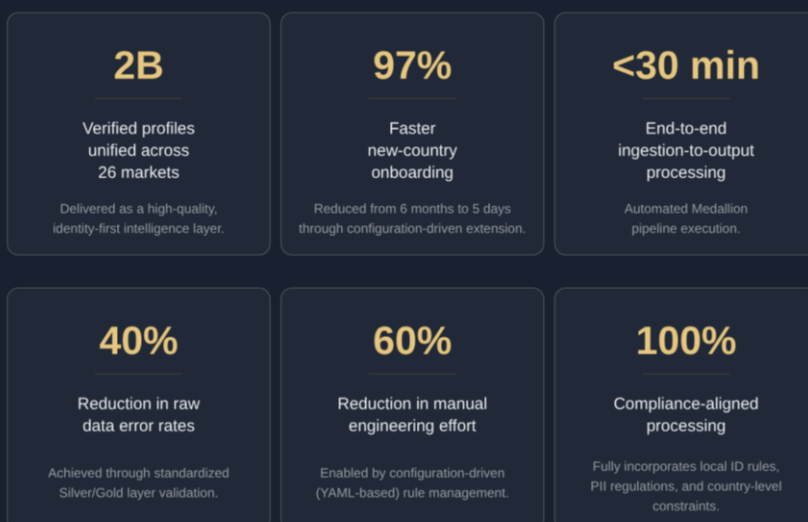 2B
Verified profiles
unified across
26 markets
Delivered as a high-quality,
identity-first intelligence layer.
97%
Faster
new-country
onboarding
Reduced from 6 months to 5 days
through configuration-driven extension.
<30 min
End-to-end
ingestion-to-output
processing
Automated Medallion
pipeline execution.
40%
Reduction in raw
data error rates
Achieved through standardized
Silver/Gold layer validation.
60%
Reduction in manual
engineering effort
Enabled by configuration-driven
(YAML-based) rule management.
100%
Compliance-aligned
processing
Fully incorporates local ID rules,
PII regulations, and country-level
constraints.